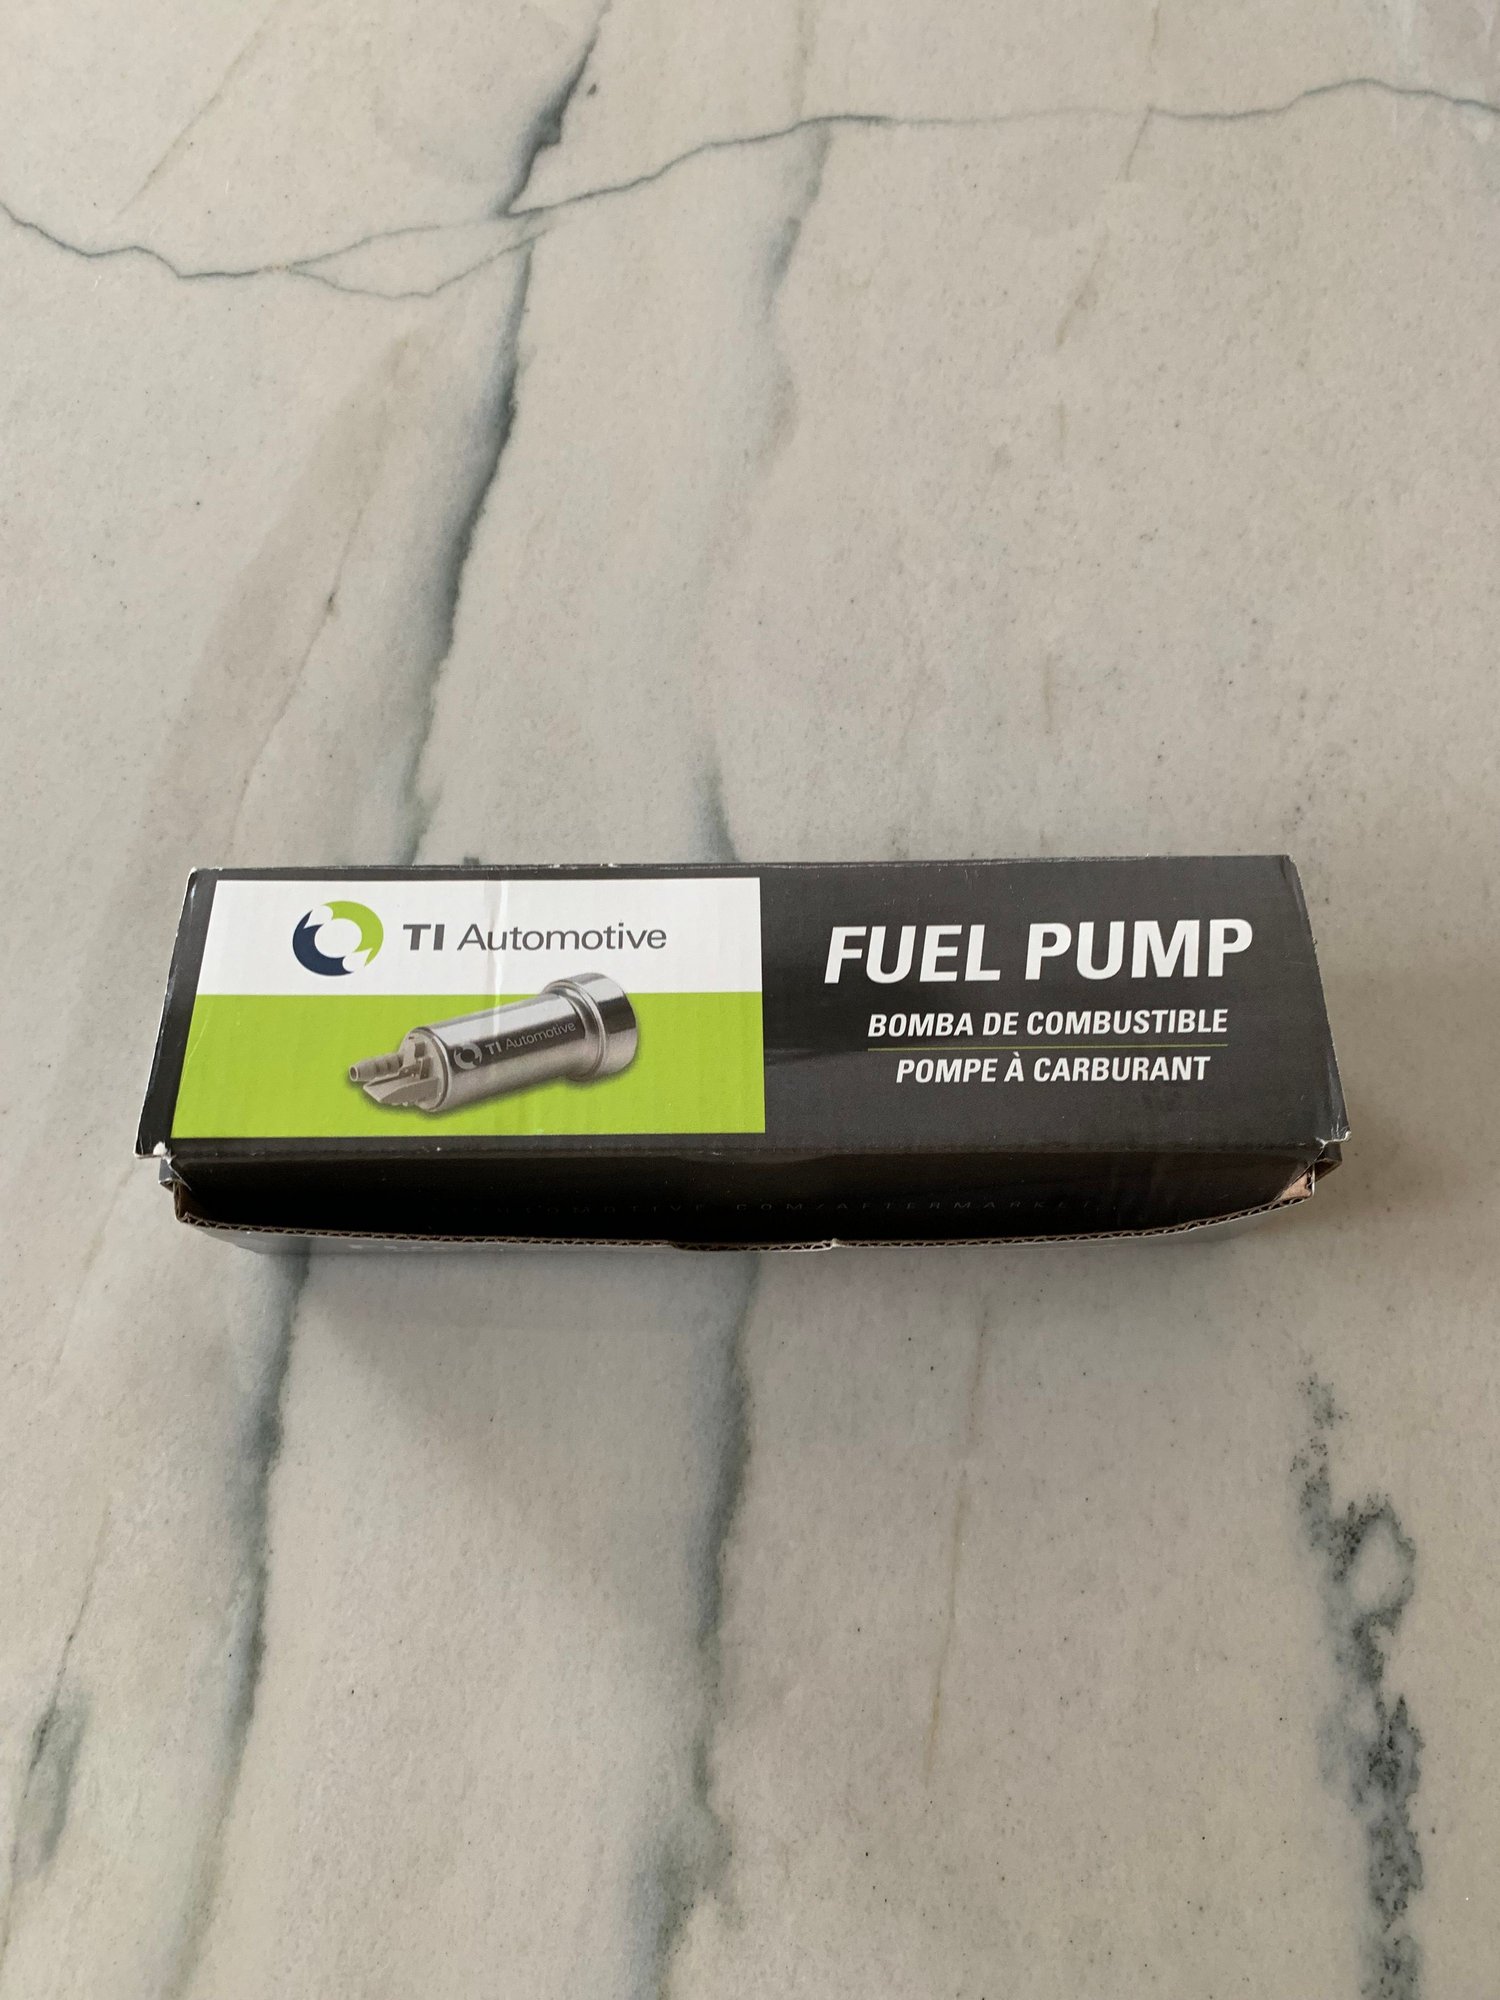 TI Automotive
TI Automotive
FUEL PUMP
BOMBA DE COMBUSTIBLE
POMPE À CARBURANT